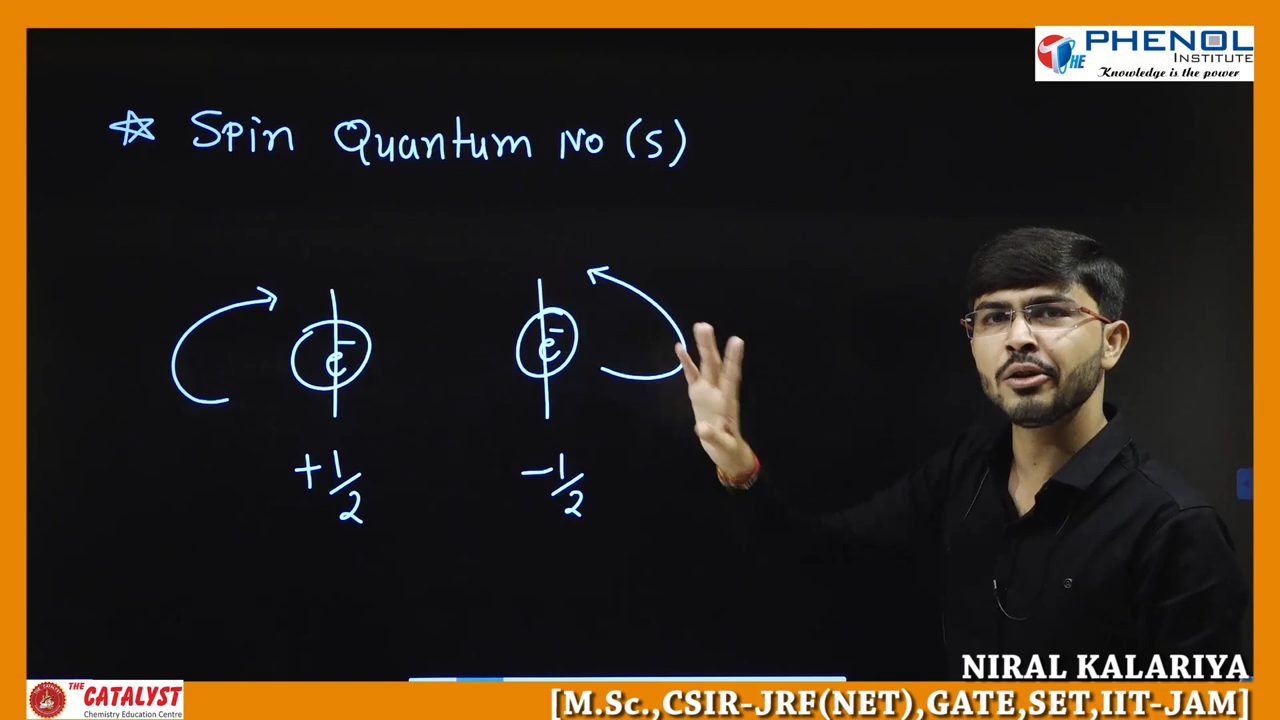 THE PHENOL
INSTITUTE
Knowledge is the power
☆ Spin Quantum No (s)
e⁻ e⁻
+1/2 -1/2
NIRAL KALARIYA
[M.Sc.,CSIR-JRF(NET),GATE,SET,IIT-JAM]
THE CATALYST
Chemistry Education Centre